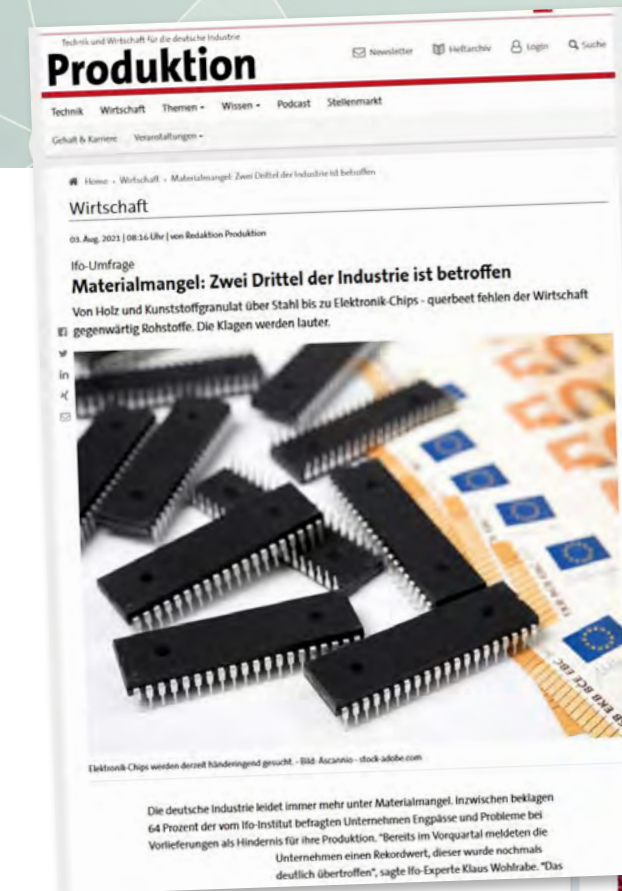 Technik und Wirtschaft für die deutsche Industrie
Produktion
Newsletter Heftarchiv Login Suche
Technik Wirtschaft Themen Wissen Podcast Stellenmarkt
Gehalt & Karriere Veranstaltungen
Home › Wirtschaft › Materialmangel: Zwei Drittel der Industrie ist betroffen
Wirtschaft
03. Aug. 2021 | 08:16 Uhr | von Redaktion Produktion
Ifo-Umfrage
Materialmangel: Zwei Drittel der Industrie ist betroffen
Von Holz und Kunststoffgranulat über Stahl bis zu Elektronik-Chips - querbeet fehlen der Wirtschaft
gegenwärtig Rohstoffe. Die Klagen werden lauter.
in
Elektronik-Chips werden derzeit händeringend gesucht. - Bild: Ascannio - stock.adobe.com
Die deutsche Industrie leidet immer mehr unter Materialmangel. Inzwischen beklagen
64 Prozent der vom Ifo-Institut befragten Unternehmen Engpässe und Probleme bei
Vorlieferungen als Hindernis für ihre Produktion. "Bereits im Vorquartal meldeten die
Unternehmen einen Rekordwert, dieser wurde nochmals
deutlich übertroffen", sagte Ifo-Experte Klaus Wohlrabe. "Das